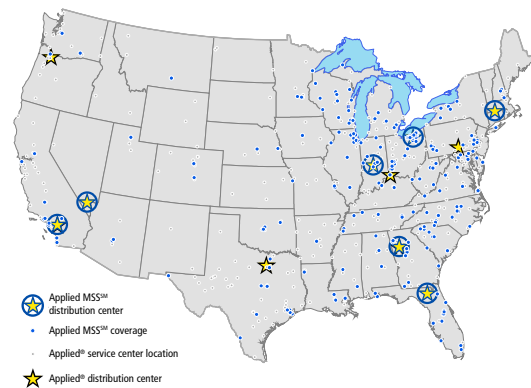 Applied MSS℠
distribution center
Applied MSS℠ coverage
Applied® service center location
Applied® distribution center